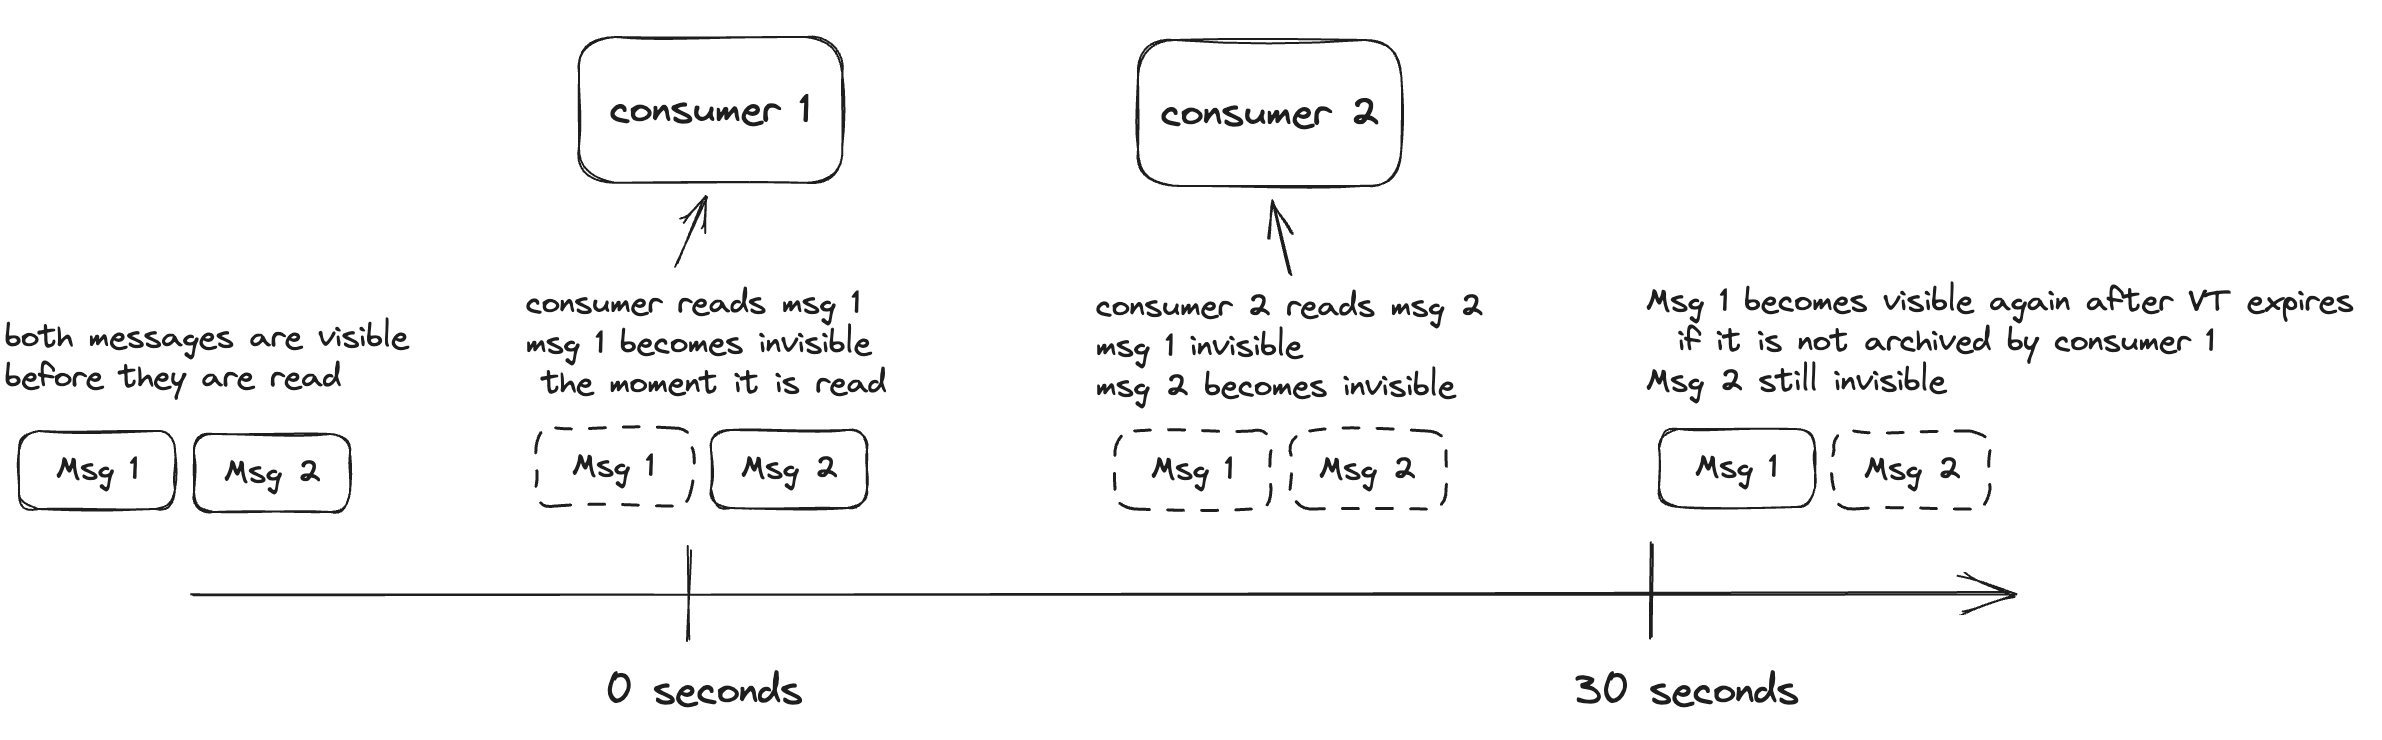 consumer 1
consumer 2
both messages are visible
before they are read
consumer reads msg 1
msg 1 becomes invisible
the moment it is read
consumer 2 reads msg 2
msg 1 invisible
msg 2 becomes invisible
Msg 1 becomes visible again after VT expires
if it is not archived by consumer 1
Msg 2 still invisible
Msg 1
Msg 2
Msg 1
Msg 2
Msg 1
Msg 2
Msg 1
Msg 2
0 seconds
30 seconds